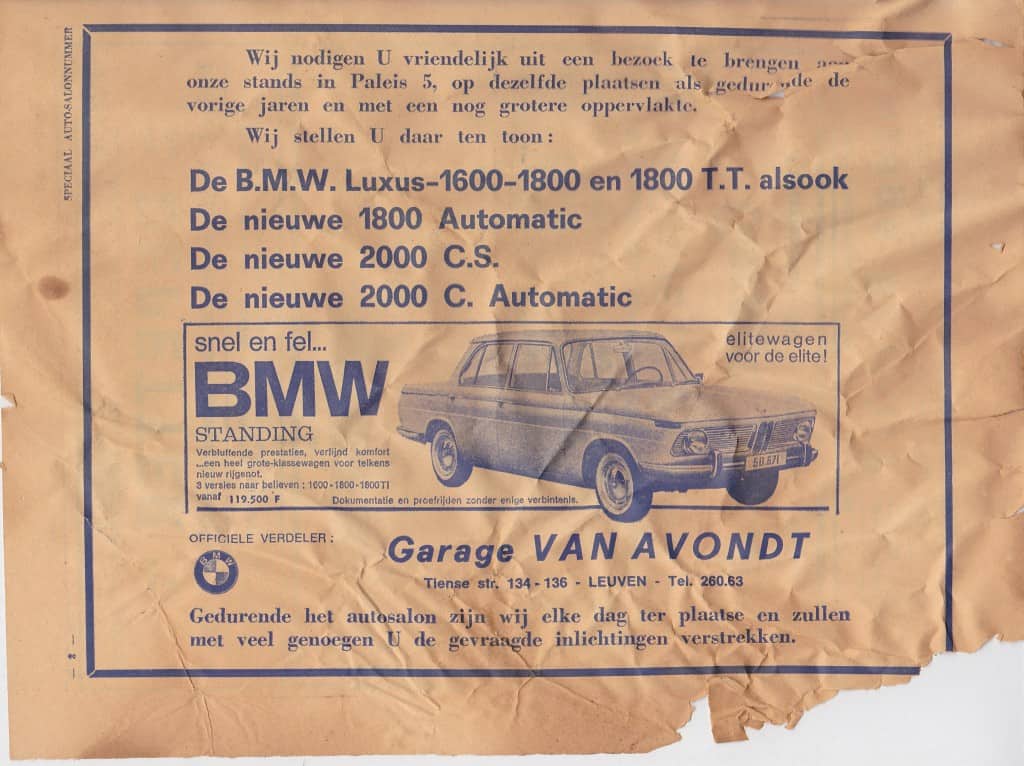 SPECIAAL AUTO-SALONNUMMER
Wij nodigen U vriendelijk uit een bezoek te brengen
onze stands in Paleis 5, op dezelfde plaatsen als de
vorige jaren en met een nog grotere oppervlakte.
Wij stellen U daar ten toon :
De B.M.W. Luxus-1600-1800 en 1800 T.T. alsook
De nieuwe 1800 Automatic
De nieuwe 2000 C.S.
De nieuwe 2000 C. Automatic
snel en fel...
BMW
STANDING
Verbluffende prestaties, verfijnd komfort
...een heel grote-klassewagen voor telkens
nieuw rijgenot.
3 versies naar believen : 1600-1800-1800TI
vanaf 119.500 F
Dokumentatie en proefritten zonder enige verbintenis.
elitewagen
voor de elite!
OFFICIELE VERDELER :
BMW
Garage VAN AVONDT
Tiense str. 134 - 136 - LEUVEN - Tel. 260.63
Gedurende het autosalon zijn wij elke dag ter plaatse en zullen
met veel genoegen U de gevraagde inlichtingen verstrekken.
— 2 —